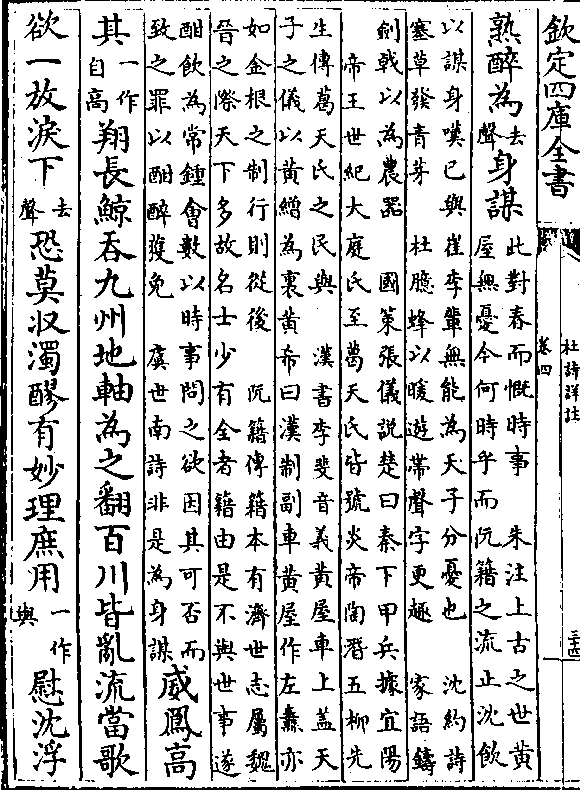 欽定四庫全書
杜詩詳註
卷四
三十四
熟醉為去聲身謀
此對春而慨時事　朱注上古之世黃
屋無憂今何時乎而阮籍之流止沈飲
以謀身嘆已與崔李輩無能為天子分憂也　沈約詩
塞草發青芽　杜臆蜂以暖遊帶聲字更趣　家語鑄
劍㦸以為農器　國策張儀説楚曰秦下甲兵據宜陽
帝王世紀大庭氏至葛天氏皆號炎帝陶潛五柳先
生傳葛天氏之民與　漢書李斐音義黃屋車上蓋天
子之儀以黃繒為裏黃希曰漢制副車黃屋作左纛亦
如金根之制行則從後　阮籍傳籍本有濟世志屬魏
晉之際天下多故名士少有全者籍由是不與世事遂
酣飲為常鍾會數以時事問之欲因其可否而
致之罪以酣醉獲免　虞世南詩非是為身謀
威鳳高
其一作自高翔長鯨吞九州地軸為之翻百川皆亂流當歌
欲一放淚下去聲恐莫收濁醪有妙理庶用一作與慰沈浮